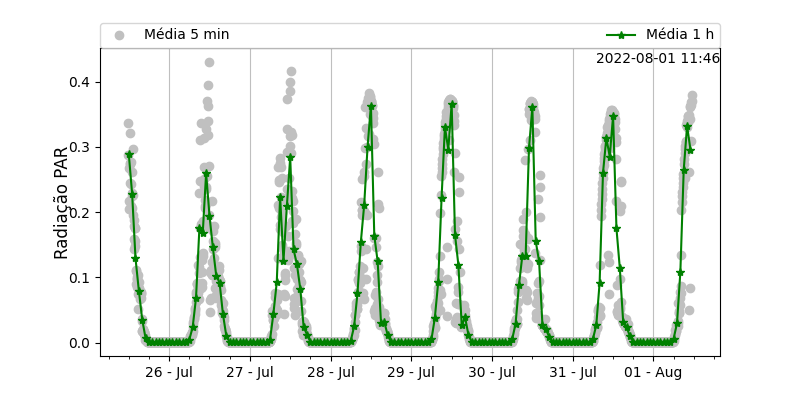 Média 5 min
Média 1 h
2022-08-01 11:46
Radiação PAR
0.4
0.3
0.2
0.1
0.0
26 - Jul
27 - Jul
28 - Jul
29 - Jul
30 - Jul
31 - Jul
01 - Aug